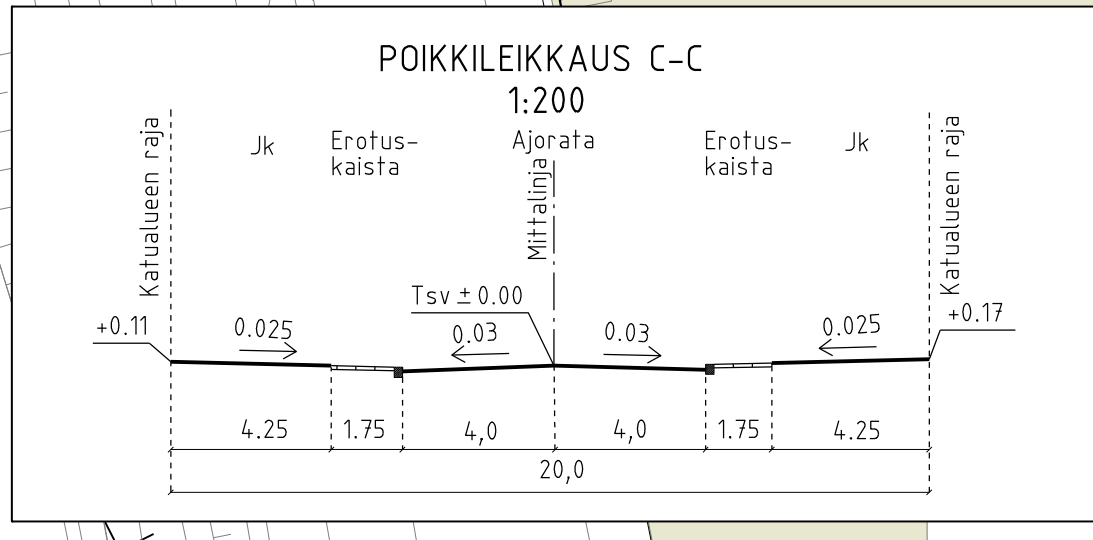 POIKKILEIKKAUS C-C
1:200
Katualueen raja
Jk
Erotus-
kaista
Ajorata
Mittalinja
Erotus-
kaista
Jk
Katualueen raja
+0.11
0.025
Tsv ± 0.00
0.03
0.03
0.025
+0.17
4.25
1.75
4,0
4,0
1.75
4.25
20,0